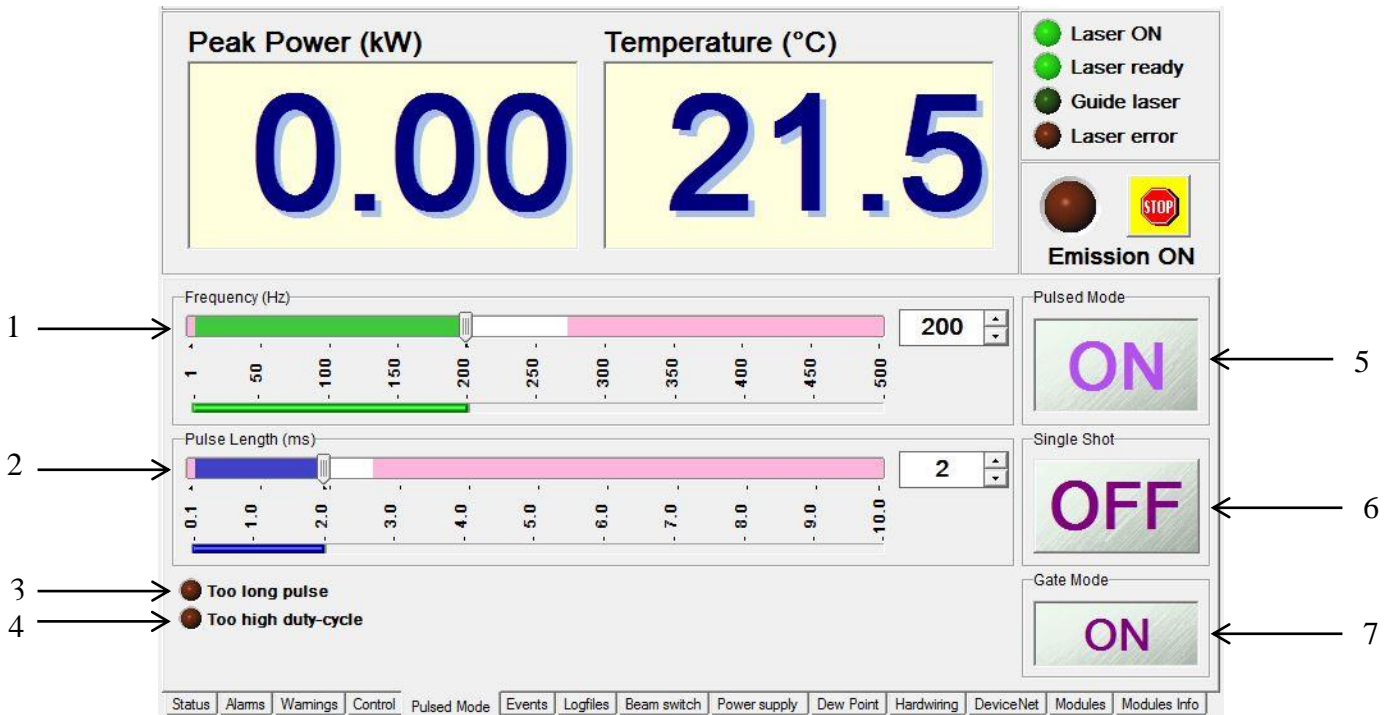 Peak Power (kW)
0.00
Temperature (°C)
21.5
Laser ON
Laser ready
Guide laser
Laser error
STOP
Emission ON
1
Frequency (Hz)
200
1 50 100 150 200 250 300 350 400 450 500
Pulsed Mode
ON
5
2
Pulse Length (ms)
2
0.1 1.0 2.0 3.0 4.0 5.0 6.0 7.0 8.0 9.0 10.0
Single Shot
OFF
6
3
Too long pulse
4
Too high duty-cycle
Gate Mode
ON
7
Status Alarms Warnings Control Pulsed Mode Events Logfiles Beam switch Power supply Dew Point Hardwiring DeviceNet Modules Modules Info